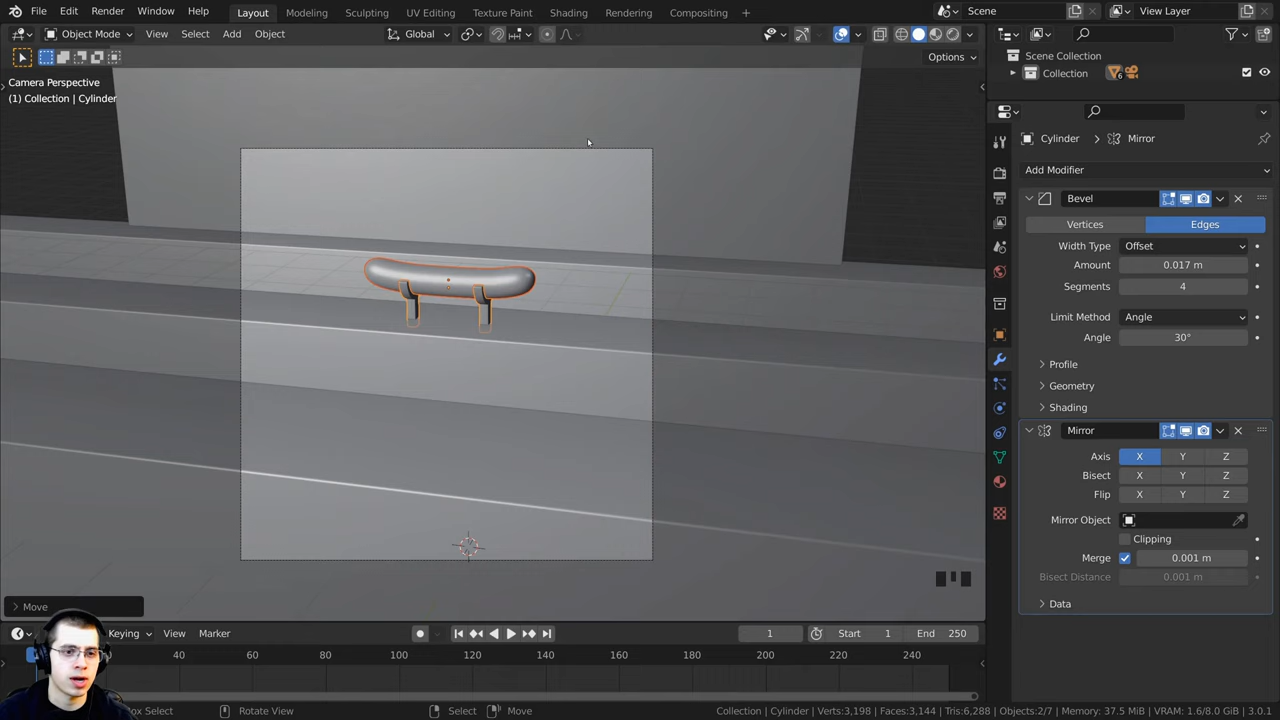 File Edit Render Window Help Layout Modeling Sculpting UV Editing Texture Paint Shading Animation Rendering Compositing + Scene View Layer
Object Mode View Select Add Object Global
Options
Camera Perspective
(1) Collection | Cylinder
Scene Collection
Collection 6
Cylinder > Mirror
Add Modifier
Bevel
Vertices Edges
Width Type Offset
Amount 0.017 m
Segments 4
Limit Method Angle
Angle 30°
Profile
Geometry
Shading
Mirror
Axis X Y Z
Bisect X Y Z
Flip X Y Z
Mirror Object
Clipping
Merge 0.001 m
Bisect Distance 0.001 m
Data
> Move
Keying View Marker 1 Start 1 End 250
40 60 80 100 120 140 160 180 200 220 240
Box Select Rotate View Select Move Collection | Cylinder | Verts:3,198 | Faces:3,144 | Tris:6,288 | Objects:2/7 | Memory: 37.5 MiB | VRAM: 1.6/8.0 GiB | 3.0.1